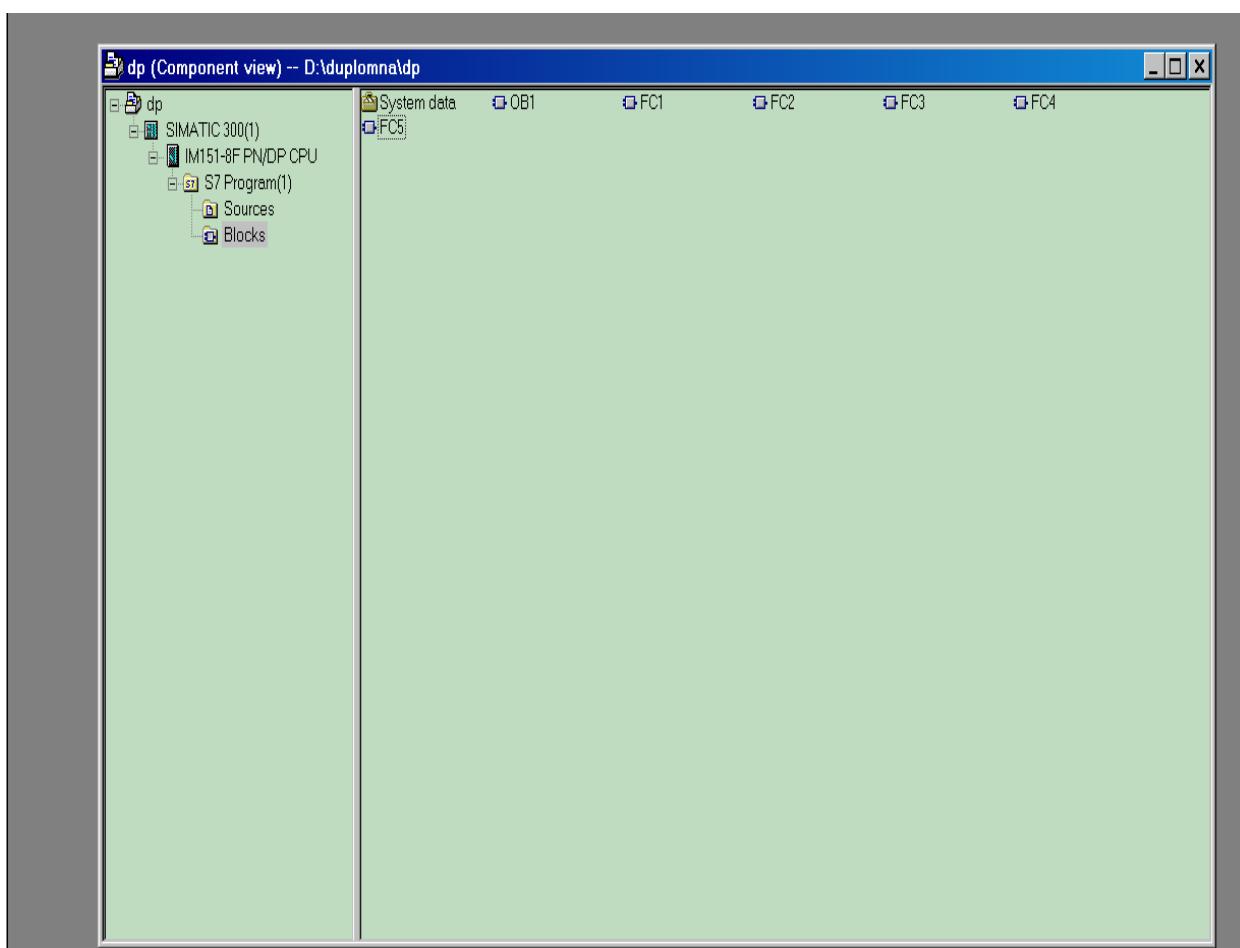 dp (Component view) -- D:\duplomna\dp
dp
SIMATIC 300(1)
IM151-8F PN/DP CPU
S7 Program(1)
Sources
Blocks
System data OB1 FC1 FC2 FC3 FC4
FC5